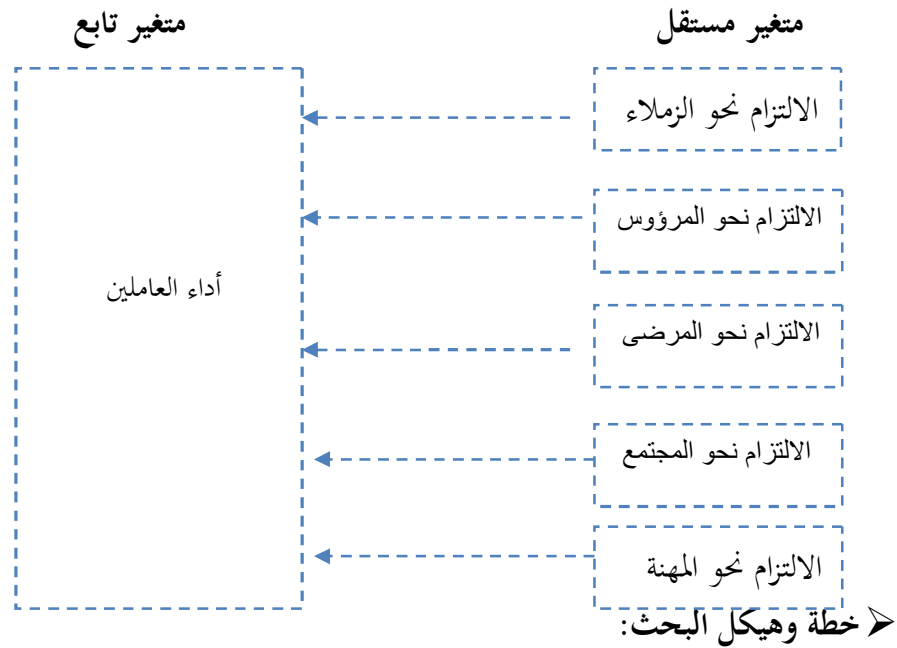 متغير مستقل
متغير تابع
الالتزام نحو الزملاء
الالتزام نحو المرؤوس
أداء العاملين
الالتزام نحو المرضى
الالتزام نحو المجتمع
الالتزام نحو المهنة
خطة وهيكل البحث: